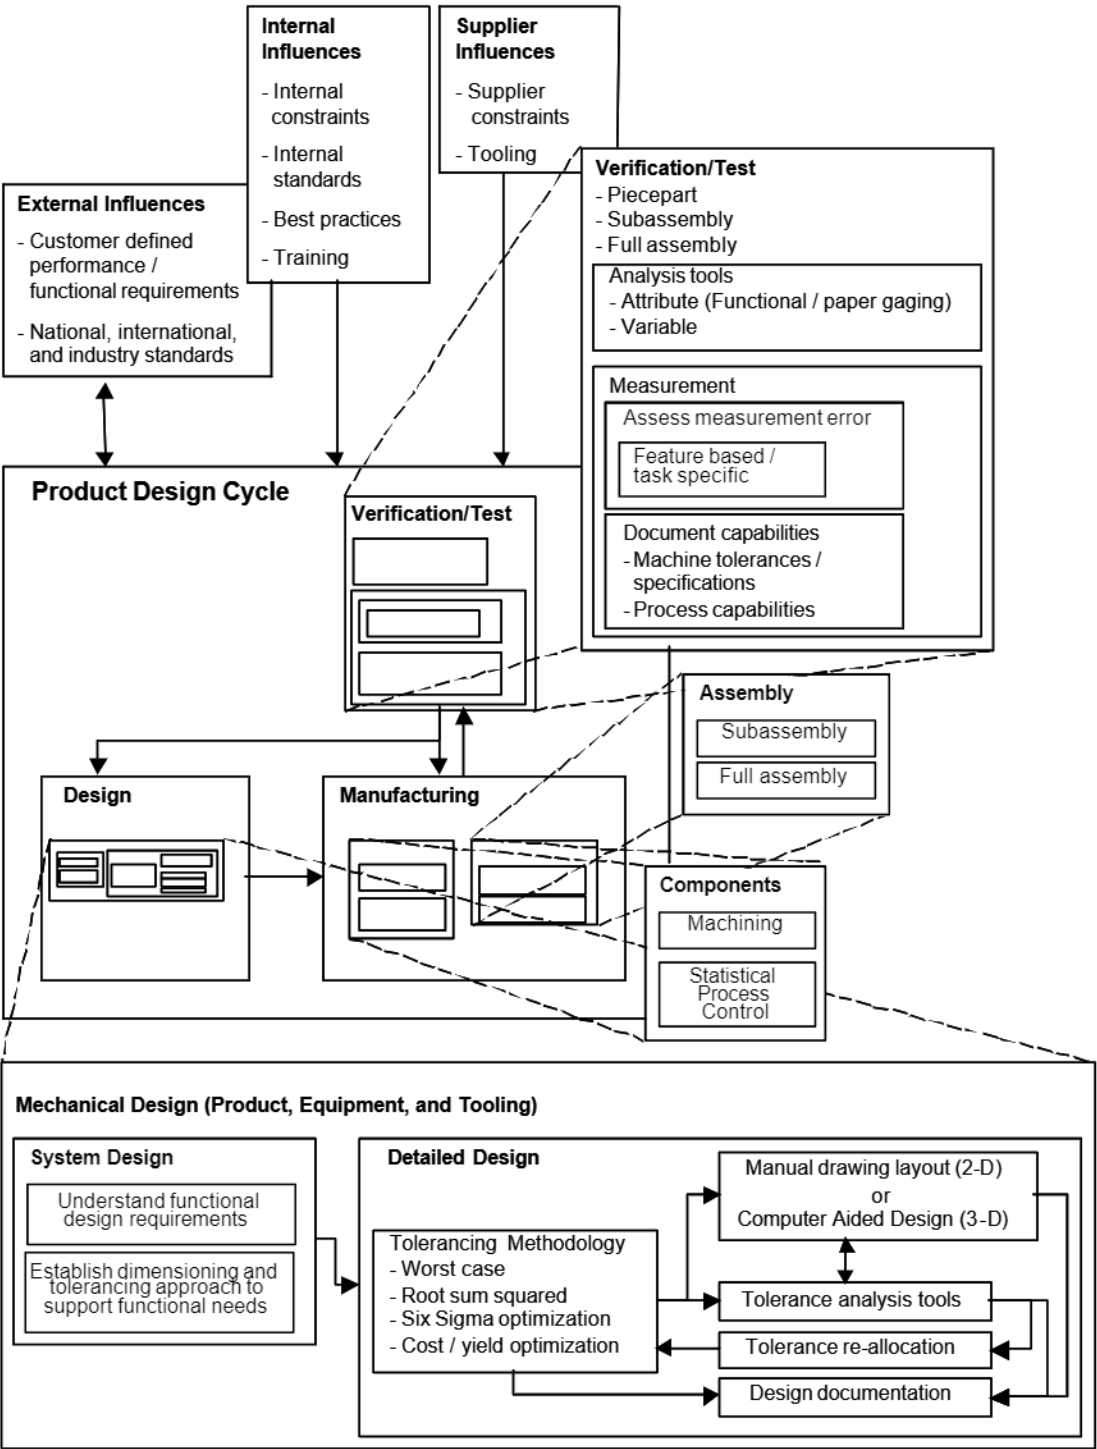 Internal
Influences
- Internal
constraints
- Internal
standards
- Best practices
- Training
Supplier
Influences
- Supplier
constraints
- Tooling
External Influences
- Customer defined
performance /
functional requirements
- National, international,
and industry standards
Verification/Test
- Piecepart
- Subassembly
- Full assembly
Analysis tools
- Attribute (Functional / paper gaging)
- Variable
Measurement
Assess measurement error
Feature based /
task specific
Document capabilities
- Machine tolerances /
specifications
- Process capabilities
Product Design Cycle
Verification/Test
Assembly
Subassembly
Full assembly
Design
Manufacturing
Components
Machining
Statistical
Process
Control
Mechanical Design (Product, Equipment, and Tooling)
System Design
Understand functional
design requirements
Establish dimensioning and
tolerancing approach to
support functional needs
Detailed Design
Tolerancing Methodology
- Worst case
- Root sum squared
- Six Sigma optimization
- Cost / yield optimization
Manual drawing layout (2-D)
or
Computer Aided Design (3-D)
Tolerance analysis tools
Tolerance re-allocation
Design documentation